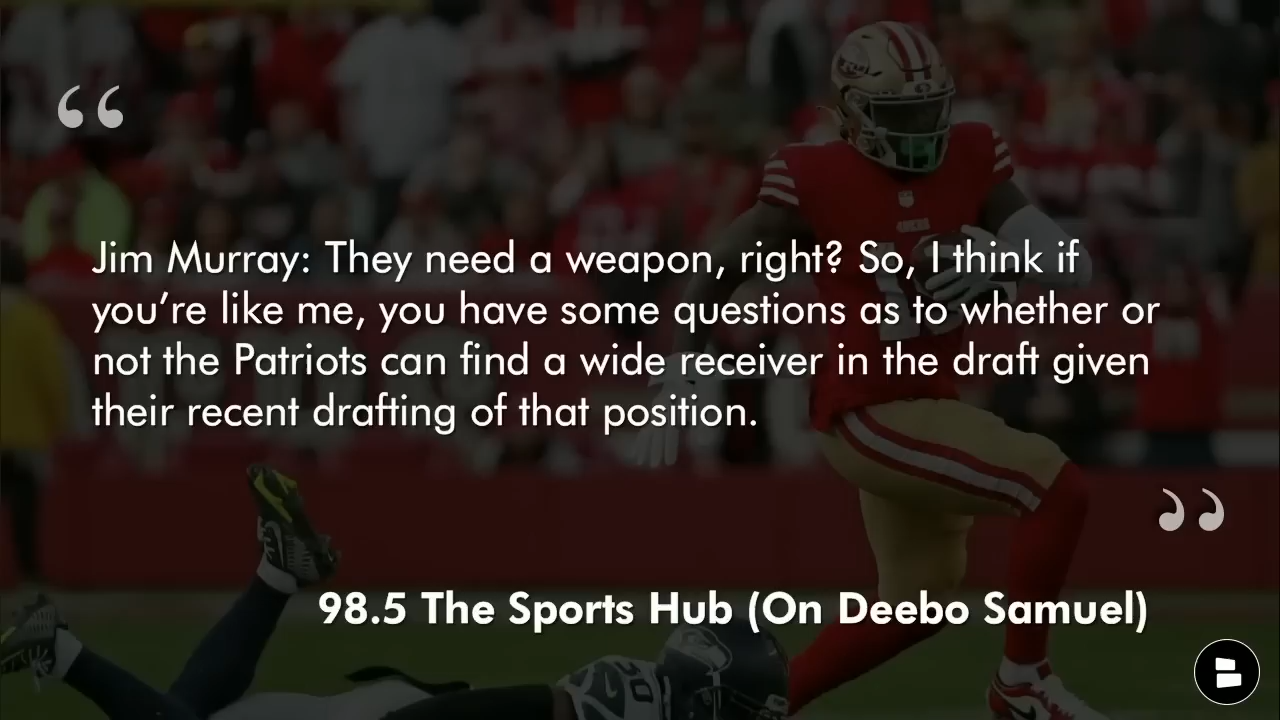 “
Jim Murray: They need a weapon, right? So, I think if
you’re like me, you have some questions as to whether or
not the Patriots can find a wide receiver in the draft given
their recent drafting of that position.
”
98.5 The Sports Hub (On Deebo Samuel)